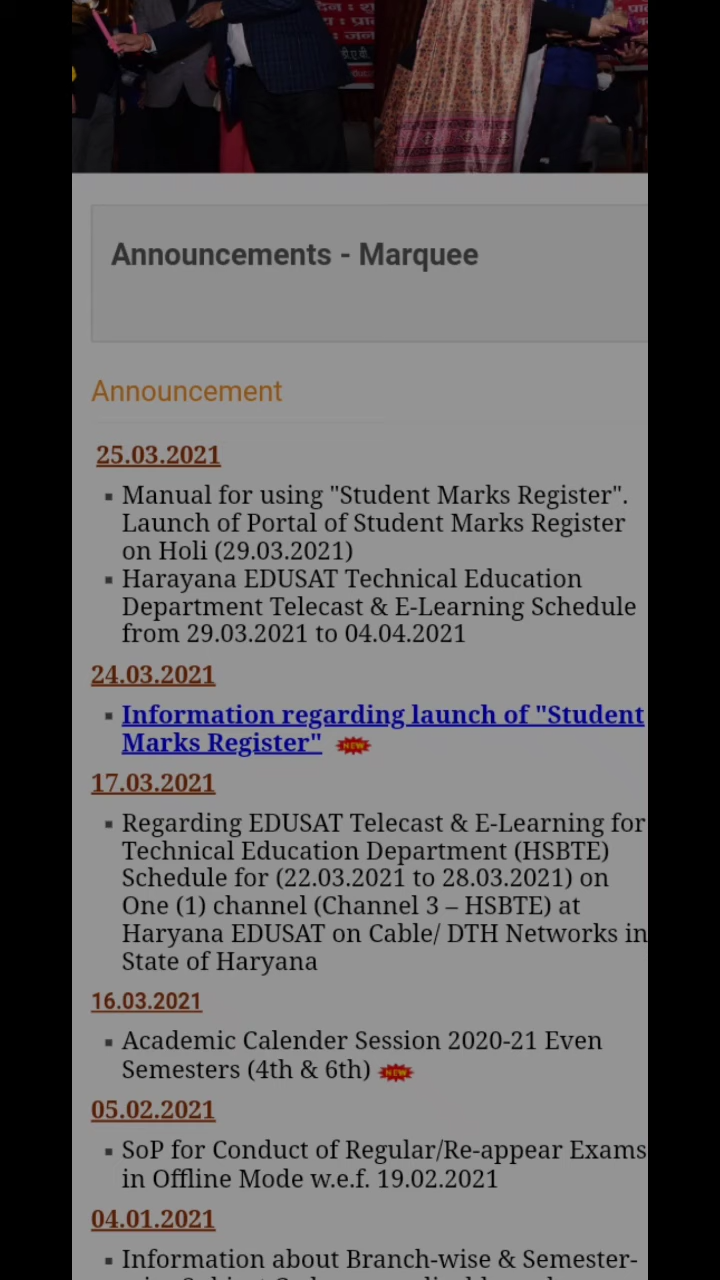 देन : शु
: प्रा
: जन
डी.ए.वी.
न : प्रा
: जन
Announcements - Marquee
Announcement
25.03.2021
▪ Manual for using "Student Marks Register".
Launch of Portal of Student Marks Register
on Holi (29.03.2021)
▪ Harayana EDUSAT Technical Education
Department Telecast & E-Learning Schedule
from 29.03.2021 to 04.04.2021
24.03.2021
▪ Information regarding launch of "Student
Marks Register" NEW
17.03.2021
▪ Regarding EDUSAT Telecast & E-Learning for
Technical Education Department (HSBTE)
Schedule for (22.03.2021 to 28.03.2021) on
One (1) channel (Channel 3 – HSBTE) at
Haryana EDUSAT on Cable/ DTH Networks in
State of Haryana
16.03.2021
▪ Academic Calender Session 2020-21 Even
Semesters (4th & 6th) NEW
05.02.2021
▪ SoP for Conduct of Regular/Re-appear Exams
in Offline Mode w.e.f. 19.02.2021
04.01.2021
▪ Information about Branch-wise & Semester-